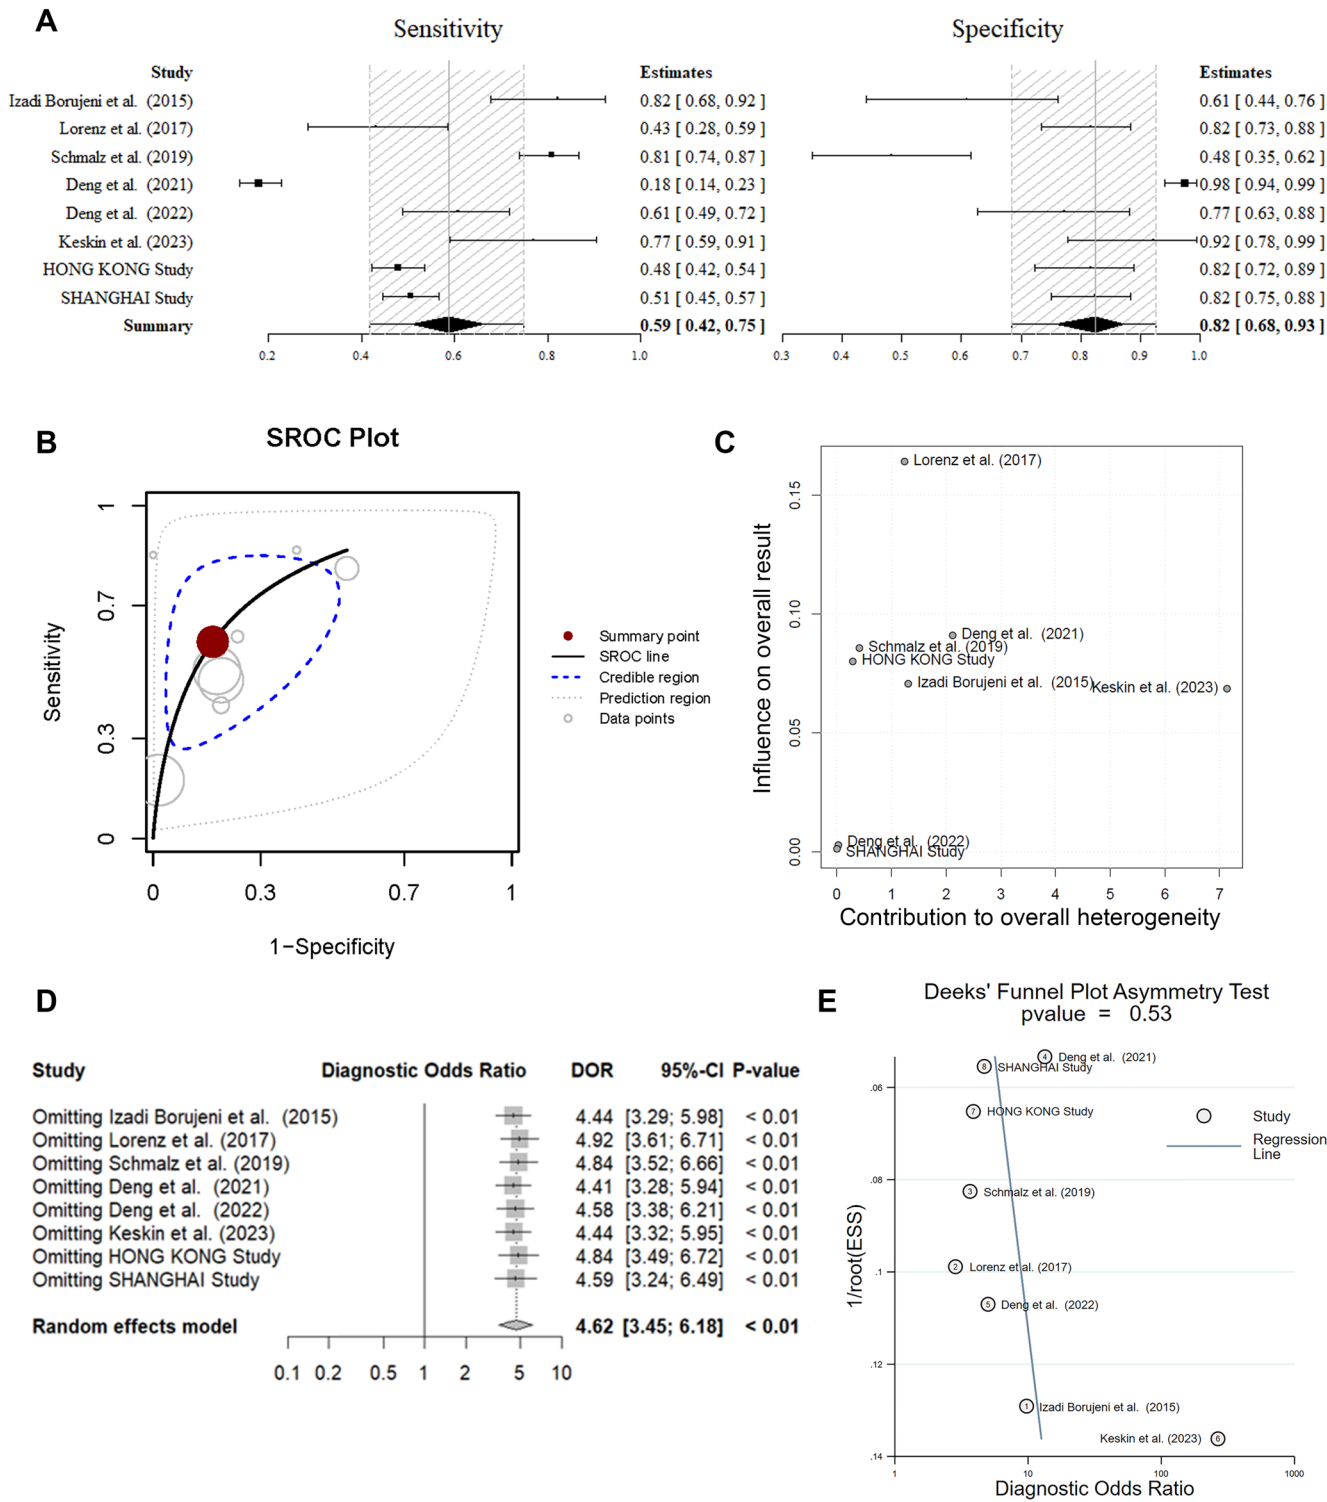 A
Sensitivity
Specificity
Study
Estimates
Estimates
Izadi Borujeni et al. (2015)
0.82 [ 0.68, 0.92 ]
0.61 [ 0.44, 0.76 ]
Lorenz et al. (2017)
0.43 [ 0.28, 0.59 ]
0.82 [ 0.73, 0.88 ]
Schmalz et al. (2019)
0.81 [ 0.74, 0.87 ]
0.48 [ 0.35, 0.62 ]
Deng et al. (2021)
0.18 [ 0.14, 0.23 ]
0.98 [ 0.94, 0.99 ]
Deng et al. (2022)
0.61 [ 0.49, 0.72 ]
0.77 [ 0.63, 0.88 ]
Keskin et al. (2023)
0.77 [ 0.59, 0.91 ]
0.92 [ 0.78, 0.99 ]
HONG KONG Study
0.48 [ 0.42, 0.54 ]
0.82 [ 0.72, 0.89 ]
SHANGHAI Study
0.51 [ 0.45, 0.57 ]
0.82 [ 0.75, 0.88 ]
Summary
0.59 [ 0.42, 0.75 ]
0.82 [ 0.68, 0.93 ]
0.2 0.4 0.6 0.8 1.0
0.3 0.4 0.5 0.6 0.7 0.8 0.9 1.0
B
SROC Plot
Sensitivity
1
0.7
0.3
0
0 0.3 0.7 1
1−Specificity
Summary point
SROC line
Credible region
Prediction region
Data points
C
Influence on overall result
0.15
0.10
0.05
0.00
Lorenz et al. (2017)
Deng et al. (2021)
Schmalz et al. (2019)
HONG KONG Study
Izadi Borujeni et al. (2015)
Keskin et al. (2023)
Deng et al. (2022)
SHANGHAI Study
0 1 2 3 4 5 6 7
Contribution to overall heterogeneity
D
Study Diagnostic Odds Ratio DOR 95%-CI P-value
Omitting Izadi Borujeni et al. (2015) 4.44 [3.29; 5.98] < 0.01
Omitting Lorenz et al. (2017) 4.92 [3.61; 6.71] < 0.01
Omitting Schmalz et al. (2019) 4.84 [3.52; 6.66] < 0.01
Omitting Deng et al. (2021) 4.41 [3.28; 5.94] < 0.01
Omitting Deng et al. (2022) 4.58 [3.38; 6.21] < 0.01
Omitting Keskin et al. (2023) 4.44 [3.32; 5.95] < 0.01
Omitting HONG KONG Study 4.84 [3.49; 6.72] < 0.01
Omitting SHANGHAI Study 4.59 [3.24; 6.49] < 0.01
Random effects model 4.62 [3.45; 6.18] < 0.01
0.1 0.2 0.5 1 2 5 10
E
Deeks' Funnel Plot Asymmetry Test
pvalue = 0.53
1/root(ESS)
.06
.08
.1
.12
.14
4 Deng et al. (2021)
8 SHANGHAI Study
7 HONG KONG Study
3 Schmalz et al. (2019)
2 Lorenz et al. (2017)
5 Deng et al. (2022)
1 Izadi Borujeni et al. (2015)
Keskin et al. (2023) 6
Study
Regression
Line
1 10 100 1000
Diagnostic Odds Ratio